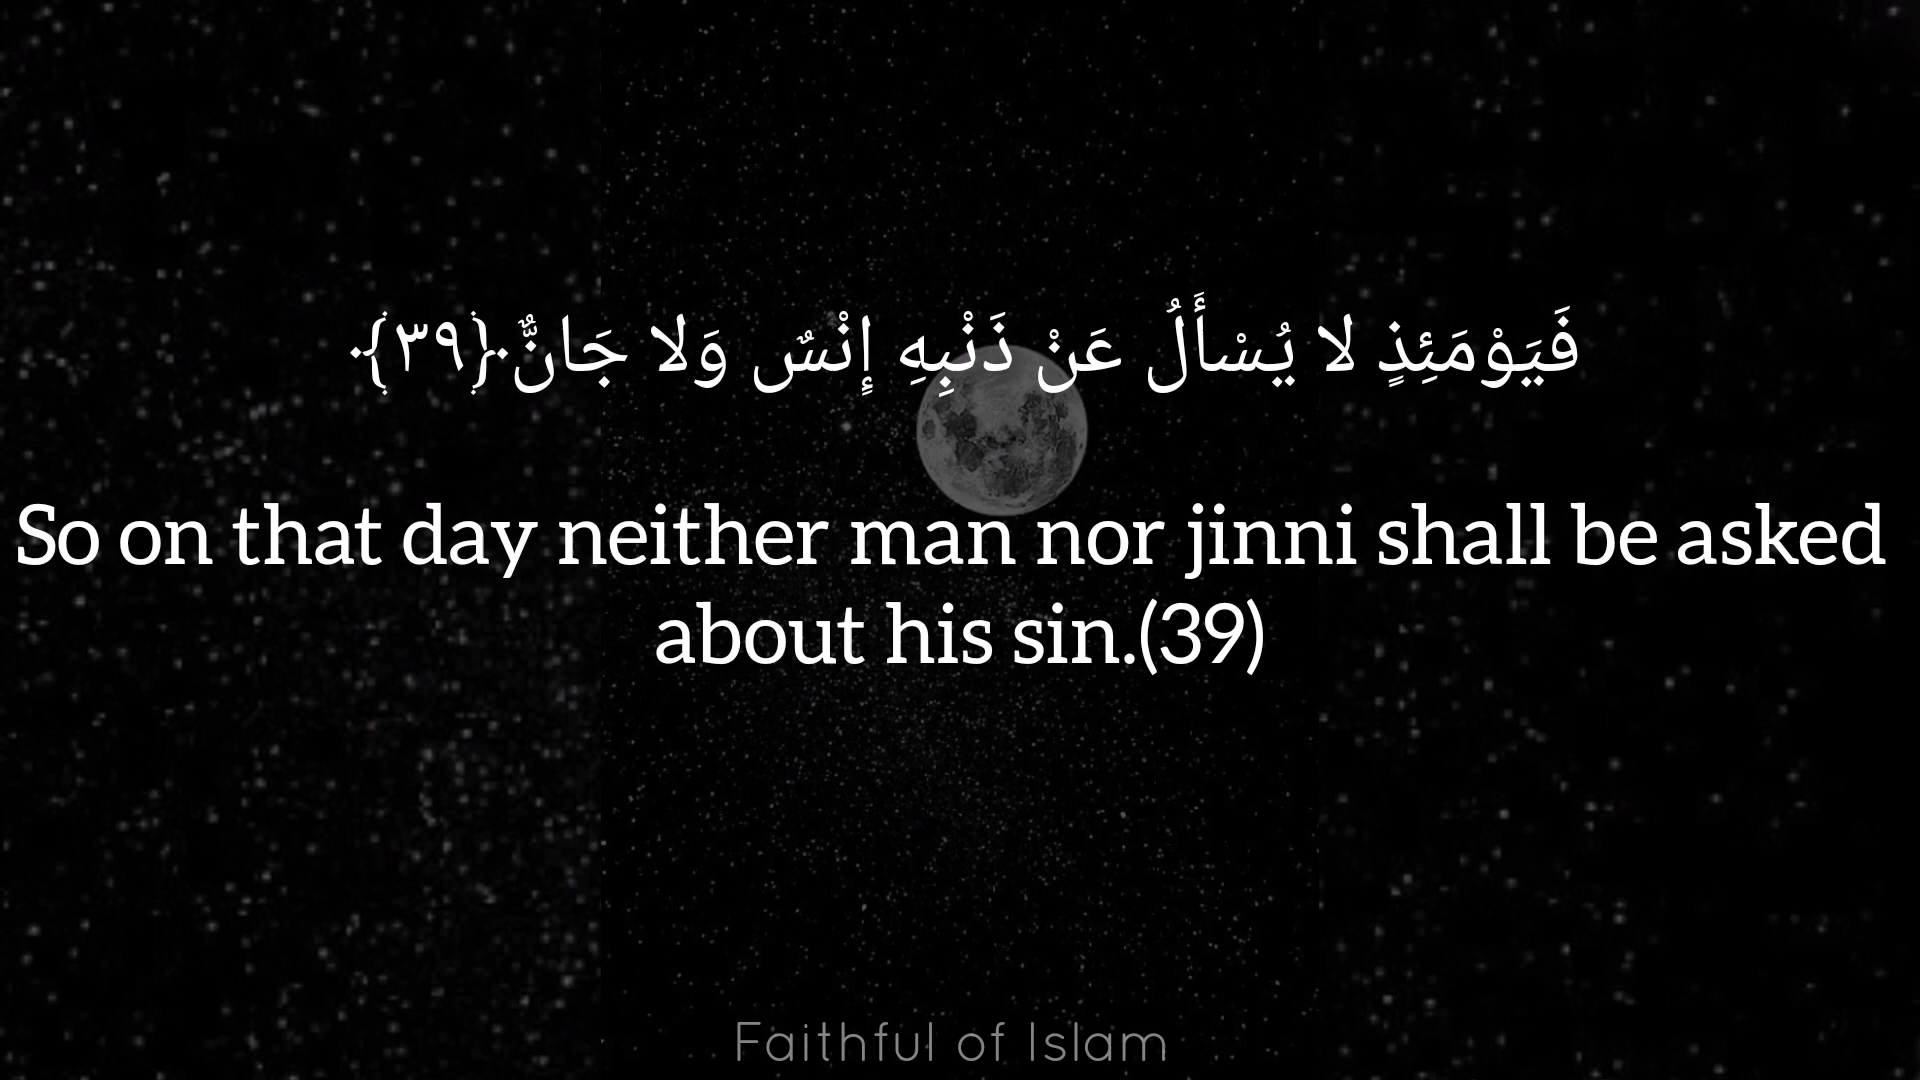 فَيَوْمَئِذٍ لا يُسْأَلُ عَنْ ذَنْبِهِ إِنْسٌ وَلا جَانٌّ﴿٣٩﴾
So on that day neither man nor jinni shall be asked
about his sin.(39)
Faithful of Islam